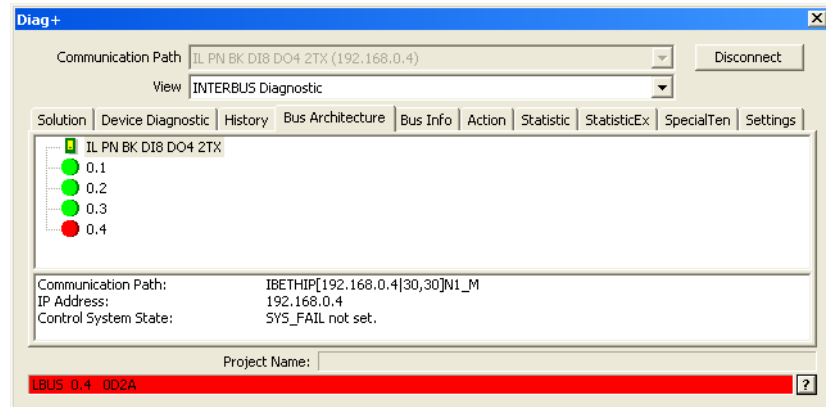 Diag+
Communication Path IL PN BK DI8 DO4 2TX (192.168.0.4) Disconnect
View INTERBUS Diagnostic
Solution Device Diagnostic History Bus Architecture Bus Info Action Statistic StatisticEx SpecialTen Settings
IL PN BK DI8 DO4 2TX
0.1
0.2
0.3
0.4
Communication Path: IBETHIP[192.168.0.4|30,30]N1_M
IP Address: 192.168.0.4
Control System State: SYS_FAIL not set.
Project Name:
LBUS 0.4 0D2A ?